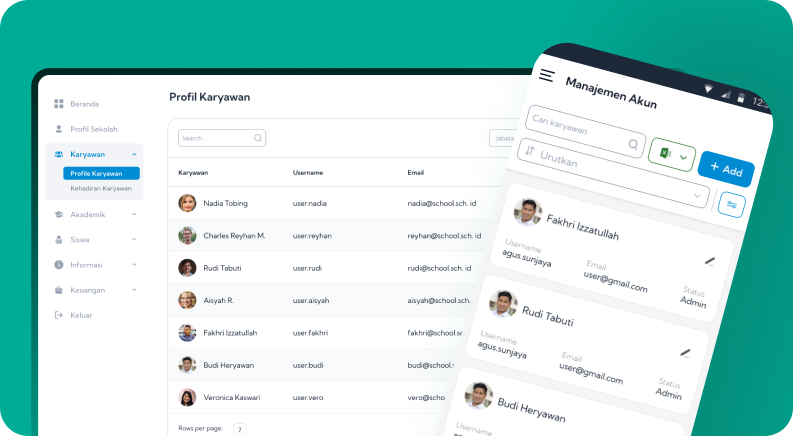 Beranda
Profil Sekolah
Karyawan
Profile Karyawan
Kehadiran Karyawan
Akademik
Siswa
Informasi
Keuangan
Keluar
Profil Karyawan
Search...
Jabata
Karyawan Username Email
Nadia Tobing user.nadia nadia@school.sch. id
Charles Reyhan M. user.reyhan reyhan@school.sch. id
Rudi Tabuti user.rudi rudi@school.sch. id
Aisyah R. user.aisyah aisyah@school.sch.
Fakhri Izzatullah user.fakhri fakhri@school.sc
Budi Heryawan user.budi budi@school.
Veronica Kaswari user.vero vero@scho
Rows per page: 7
Manajemen Akun
Cari karyawan
+ Add
Urutkan
Fakhri Izzatullah
Username Email Status
agus.sunjaya user@gmail.com Admin
Rudi Tabuti
Username Email Status
agus.sunjaya user@gmail.com Admin
Budi Heryawan
Username Email